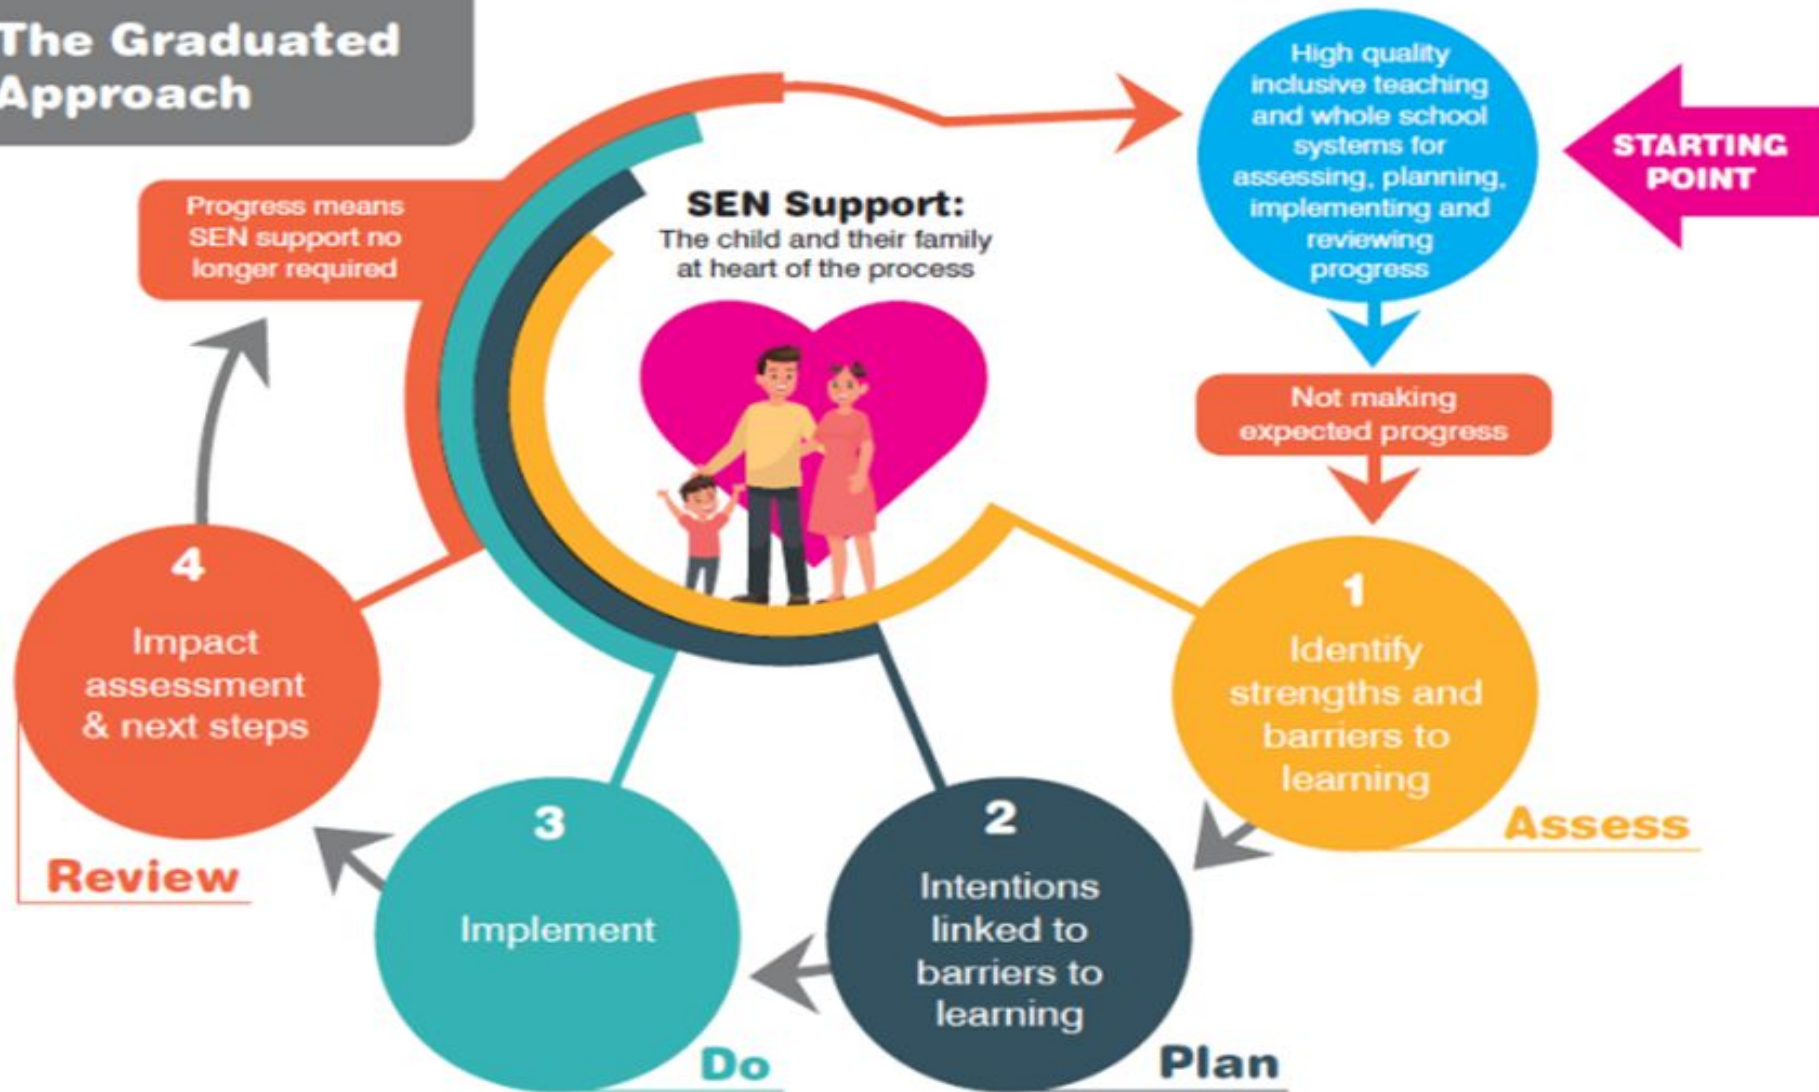 The Graduated
Approach
High quality
inclusive teaching
and whole school
systems for
assessing, planning,
implementing and
reviewing
progress
STARTING
POINT
Progress means
SEN support no
longer required
SEN Support:
The child and their family
at heart of the process
Not making
expected progress
1
Identify
strengths and
barriers to
learning
Assess
2
Intentions
linked to
barriers to
learning
Plan
3
Implement
Do
4
Impact
assessment
& next steps
Review